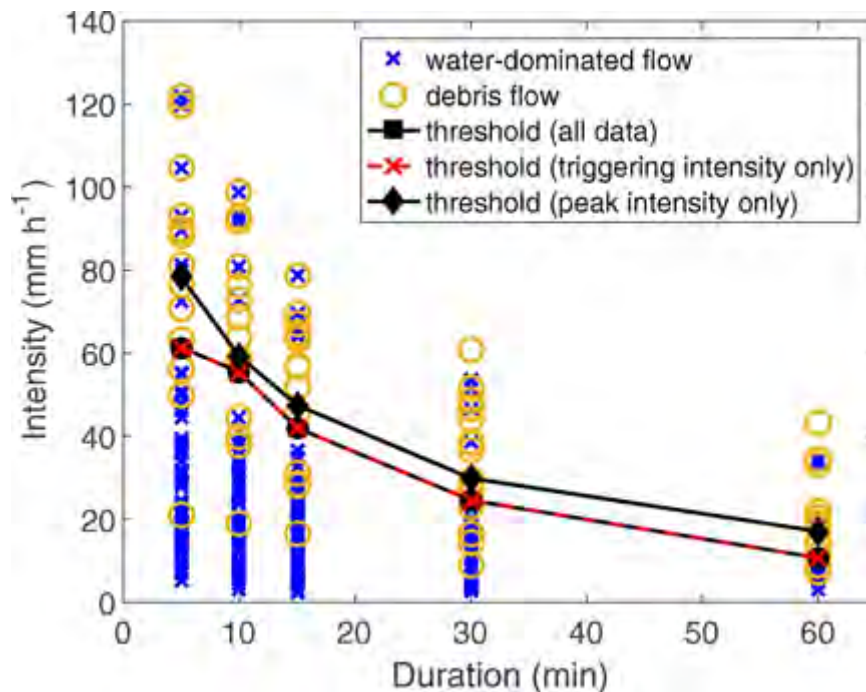 140
120
100
80
60
40
20
0
Intensity (mm h-1)
water-dominated flow
debris flow
threshold (all data)
threshold (triggering intensity only)
threshold (peak intensity only)
0 10 20 30 40 50 60
Duration (min)